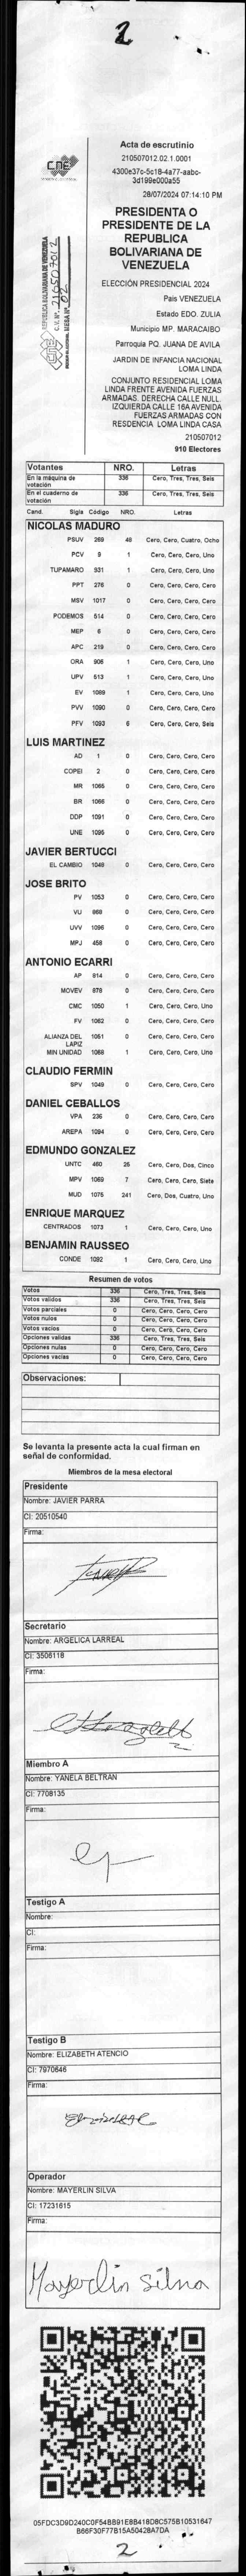 2
CNE
REPUBLICA BOLIVARIANA DE VENEZUELA
C.V. N°. 210507012
MESA N°. 02
Acta de escrutinio
210507012.02.1.0001
4300e37c-5c18-4a77-aabc-
3d199e000a55
28/07/2024 07:14:10 PM
PRESIDENTA O
PRESIDENTE DE LA
REPUBLICA
BOLIVARIANA DE
VENEZUELA
ELECCIÓN PRESIDENCIAL 2024
Pais VENEZUELA
Estado EDO. ZULIA
Municipio MP. MARACAIBO
Parroquia PQ. JUANA DE AVILA
JARDIN DE INFANCIA NACIONAL
LOMA LINDA
CONJUNTO RESIDENCIAL LOMA
LINDA FRENTE AVENIDA FUERZAS
ARMADAS. DERECHA CALLE NULL.
IZQUIERDA CALLE 16A AVENIDA
FUERZAS ARMADAS CON
RESDENCIA LOMA LINDA CASA
210507012
910 Electores
Votantes NRO. Letras
En la máquina de votación 336 Cero, Tres, Tres, Seis
En el cuaderno de votación 336 Cero, Tres, Tres, Seis
Cand. Sigla Código NRO. Letras
NICOLAS MADURO
PSUV 269 48 Cero, Cero, Cuatro, Ocho
PCV 9 1 Cero, Cero, Cero, Uno
TUPAMARO 931 1 Cero, Cero, Cero, Uno
PPT 276 0 Cero, Cero, Cero, Cero
MSV 1017 0 Cero, Cero, Cero, Cero
PODEMOS 514 0 Cero, Cero, Cero, Cero
MEP 6 0 Cero, Cero, Cero, Cero
APC 219 0 Cero, Cero, Cero, Cero
ORA 906 1 Cero, Cero, Cero, Uno
UPV 513 1 Cero, Cero, Cero, Uno
EV 1089 1 Cero, Cero, Cero, Uno
PVV 1090 0 Cero, Cero, Cero, Cero
PFV 1093 6 Cero, Cero, Cero, Seis
LUIS MARTINEZ
AD 1 0 Cero, Cero, Cero, Cero
COPEI 2 0 Cero, Cero, Cero, Cero
MR 1065 0 Cero, Cero, Cero, Cero
BR 1066 0 Cero, Cero, Cero, Cero
DDP 1091 0 Cero, Cero, Cero, Cero
UNE 1095 0 Cero, Cero, Cero, Cero
JAVIER BERTUCCI
EL CAMBIO 1048 0 Cero, Cero, Cero, Cero
JOSE BRITO
PV 1053 0 Cero, Cero, Cero, Cero
VU 968 0 Cero, Cero, Cero, Cero
UVV 1096 0 Cero, Cero, Cero, Cero
MPJ 458 0 Cero, Cero, Cero, Cero
ANTONIO ECARRI
AP 814 0 Cero, Cero, Cero, Cero
MOVEV 878 0 Cero, Cero, Cero, Cero
CMC 1050 1 Cero, Cero, Cero, Uno
FV 1062 0 Cero, Cero, Cero, Cero
ALIANZA DEL LAPIZ 1051 0 Cero, Cero, Cero, Cero
MIN UNIDAD 1068 1 Cero, Cero, Cero, Uno
CLAUDIO FERMIN
SPV 1049 0 Cero, Cero, Cero, Cero
DANIEL CEBALLOS
VPA 236 0 Cero, Cero, Cero, Cero
AREPA 1094 0 Cero, Cero, Cero, Cero
EDMUNDO GONZALEZ
UNTC 460 25 Cero, Cero, Dos, Cinco
MPV 1069 7 Cero, Cero, Cero, Siete
MUD 1075 241 Cero, Dos, Cuatro, Uno
ENRIQUE MARQUEZ
CENTRADOS 1073 1 Cero, Cero, Cero, Uno
BENJAMIN RAUSSEO
CONDE 1092 1 Cero, Cero, Cero, Uno
Resumen de votos
Votos 336 Cero, Tres, Tres, Seis
Votos validos 336 Cero, Tres, Tres, Seis
Votos parciales 0 Cero, Cero, Cero, Cero
Votos nulos 0 Cero, Cero, Cero, Cero
Votos vacios 0 Cero, Cero, Cero, Cero
Opciones validas 336 Cero, Tres, Tres, Seis
Opciones nulas 0 Cero, Cero, Cero, Cero
Opciones vacias 0 Cero, Cero, Cero, Cero
Observaciones:
Se levanta la presente acta la cual firman en
señal de conformidad.
Miembros de la mesa electoral
Presidente
Nombre: JAVIER PARRA
CI: 20510540
Firma:
Secretario
Nombre: ARGELICA LARREAL
CI: 3506118
Firma:
Miembro A
Nombre: YANELA BELTRAN
CI: 7708135
Firma:
Testigo A
Nombre:
CI:
Firma:
Testigo B
Nombre: ELIZABETH ATENCIO
CI: 7970646
Firma:
Operador
Nombre: MAYERLIN SILVA
CI: 17231615
Firma:
Mayerlin Silva
05FDC3D9D240C0F54BB91E8B418D8C575B10531647
B66F30F77B15A50428A7DA
2